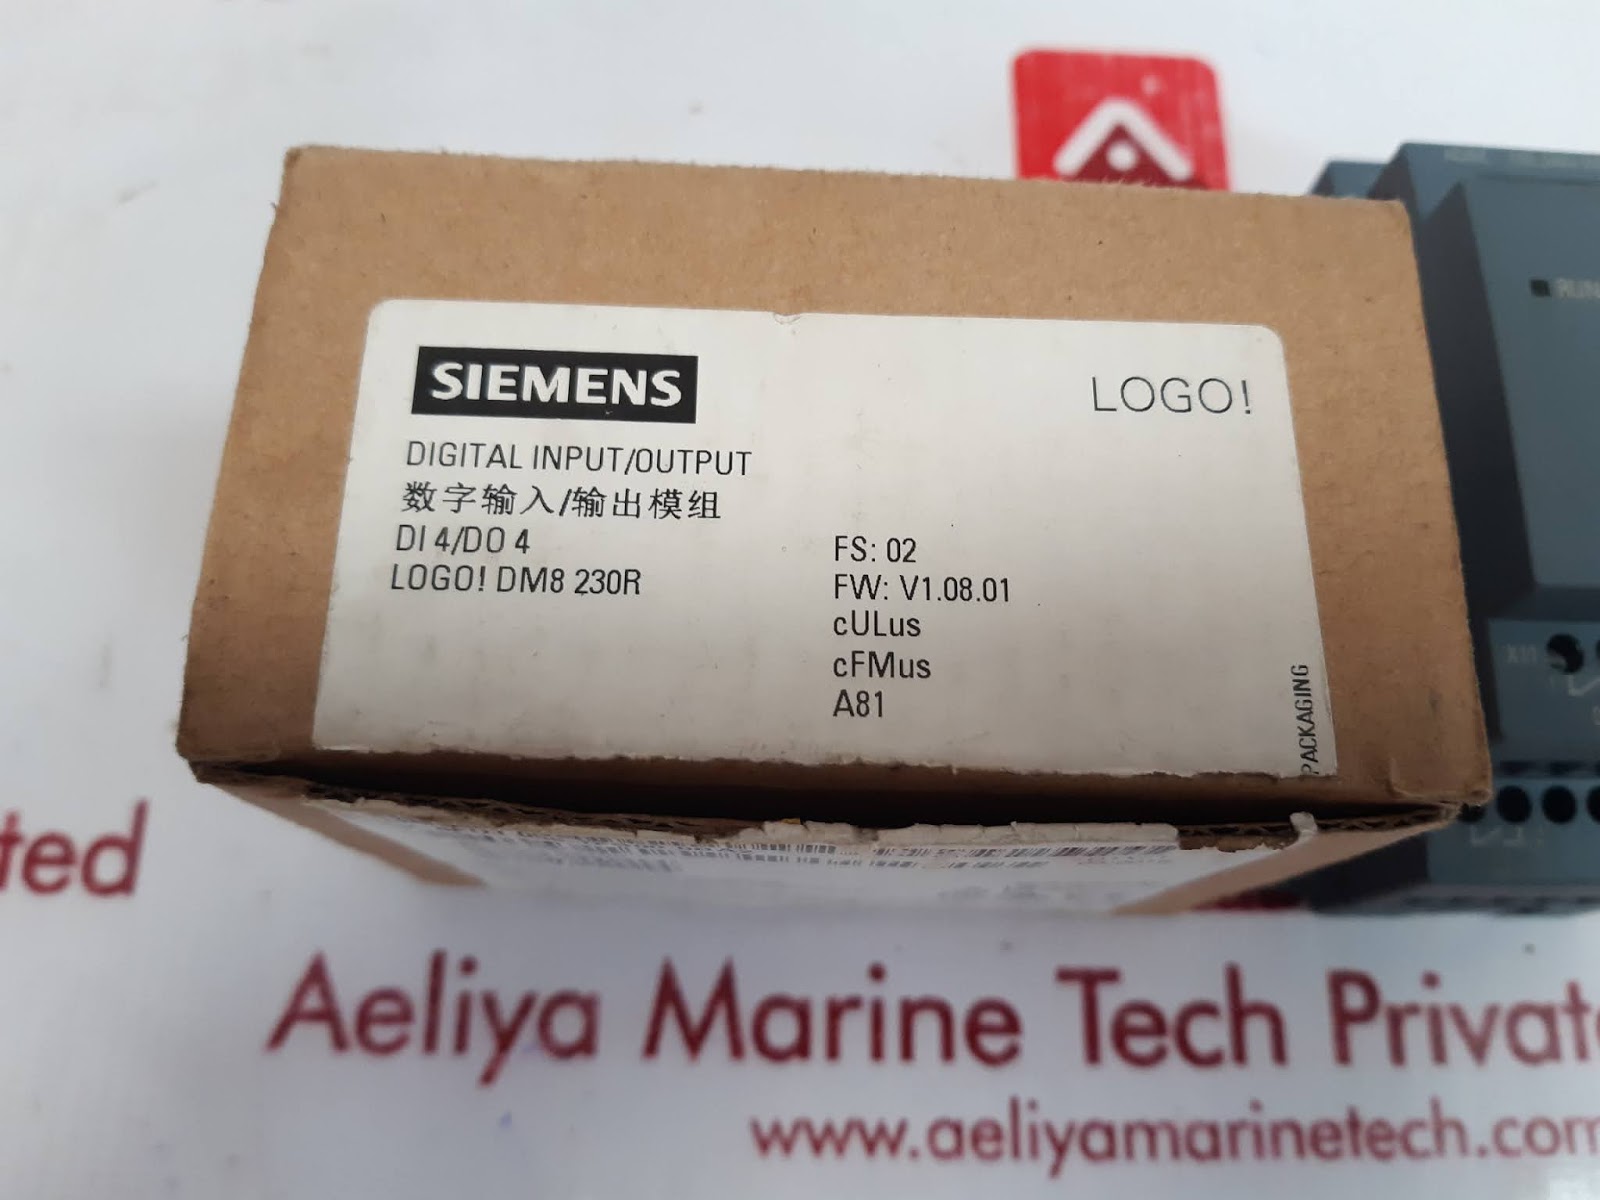 SIEMENS
LOGO!
DIGITAL INPUT/OUTPUT
数字输入/输出模组
DI 4/DO 4
LOGO! DM8 230R
FS: 02
FW: V1.08.01
cULus
cFMus
A81
PACKAGING
RUN
ted
Aeliya Marine Tech Privat
www.aeliyamarinetech.com